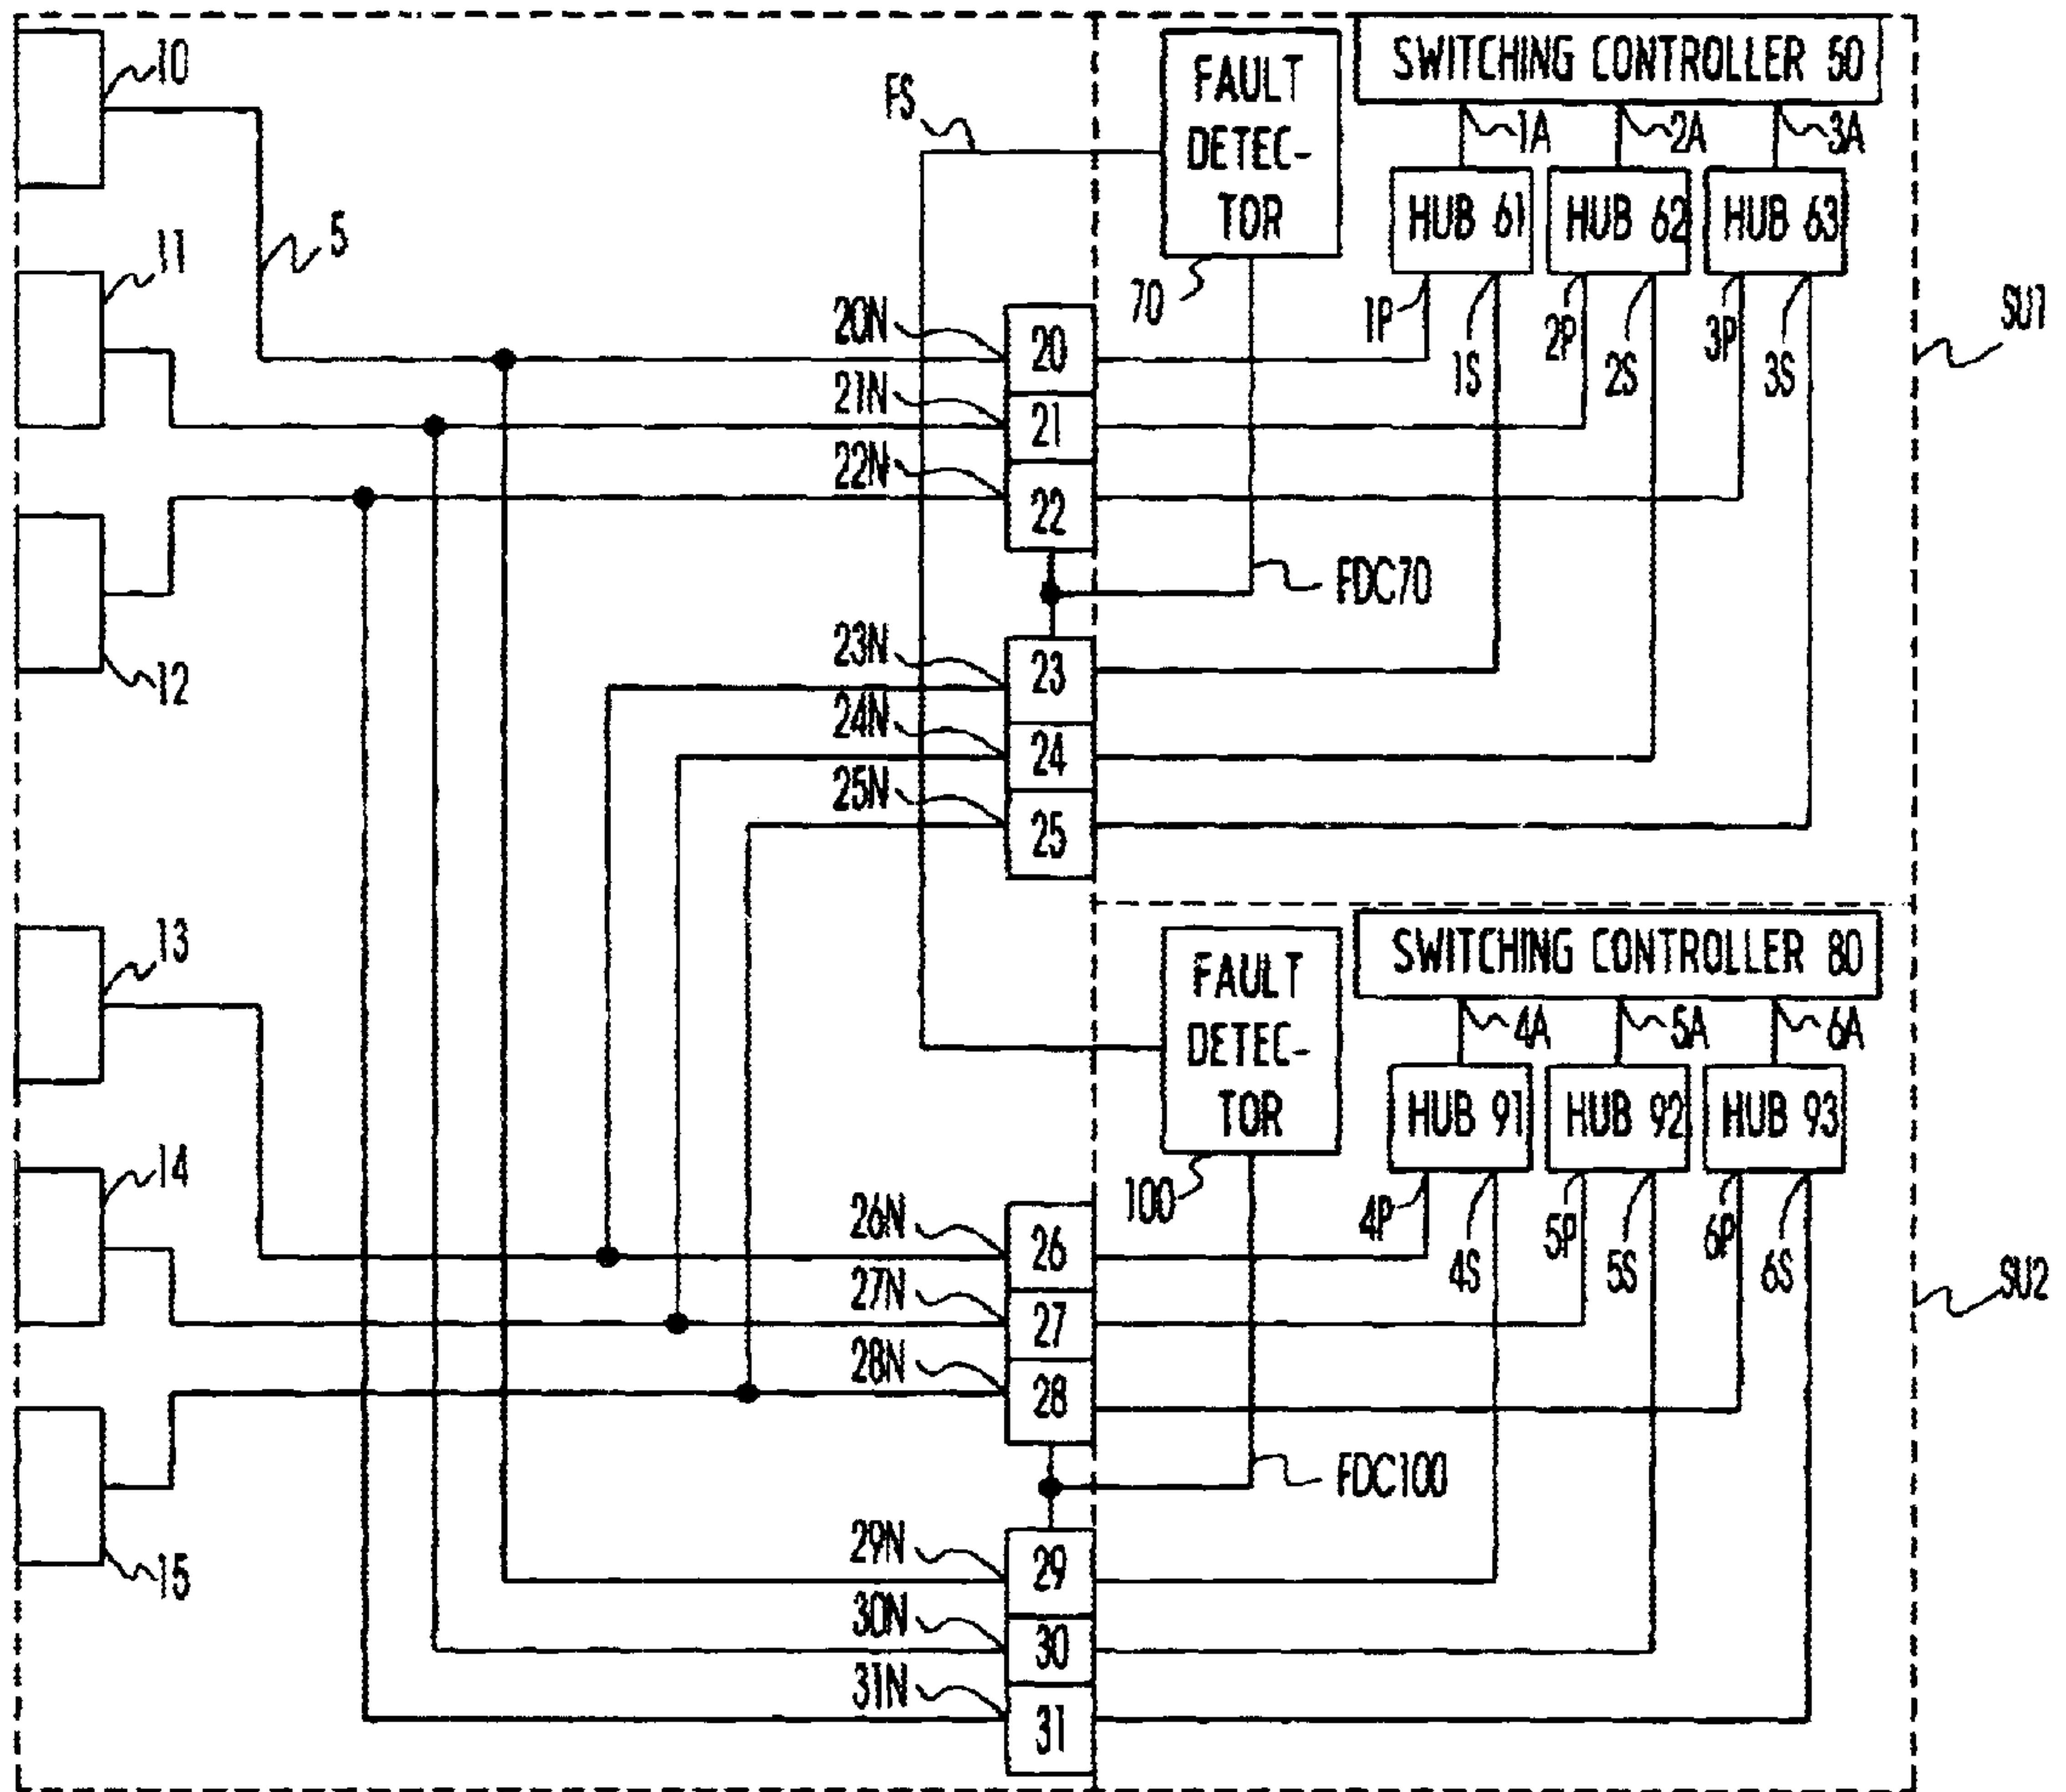 10
FAULT
DETEC-
TOR
SWITCHING CONTROLLER 50
FS
1A
2A
3A
HUB 61
HUB 62
HUB 63
5
11
70
1P
1S
2P
2S
3P
3S
SU1
20N
20
21N
21
22N
22
FDC70
12
23N
23
24N
24
25N
25
13
FAULT
DETEC-
TOR
SWITCHING CONTROLLER 80
4A
5A
6A
HUB 91
HUB 92
HUB 93
14
100
4P
4S
5P
5S
6P
6S
SU2
26N
26
27N
27
28N
28
FDC100
15
29N
29
30N
30
31N
31